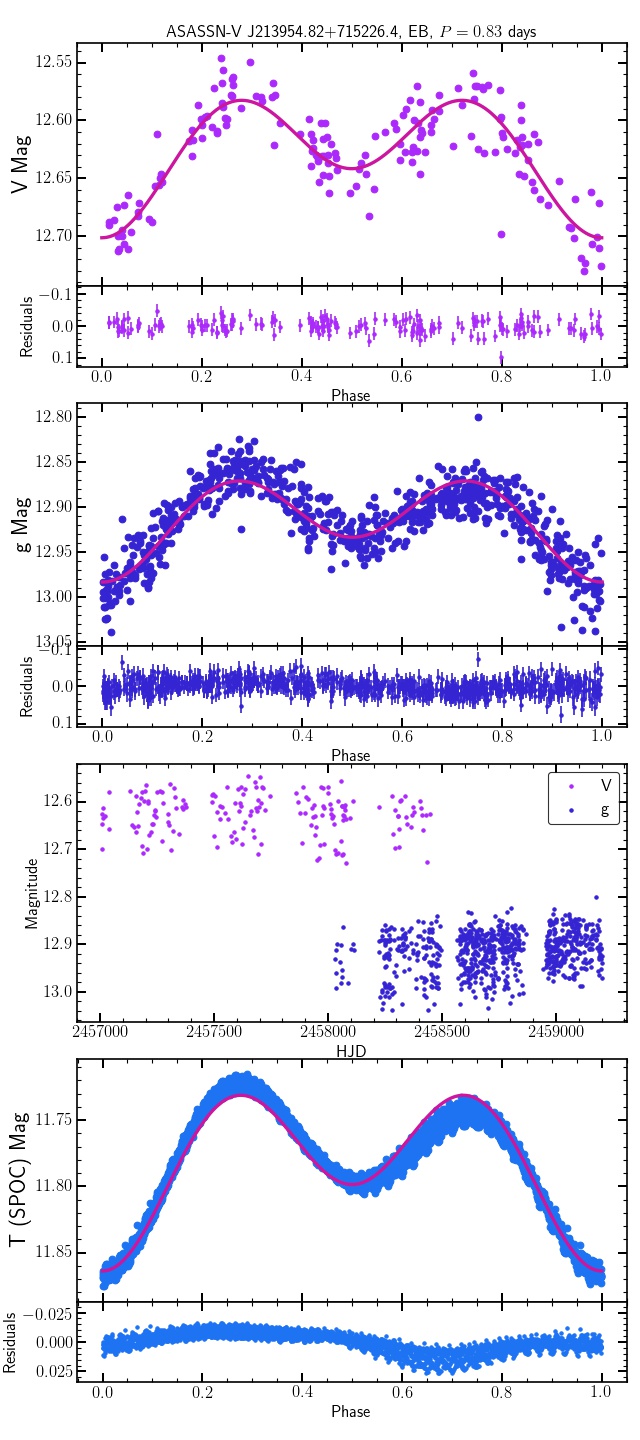 ASASSN-V J213954.82+715226.4, EB, P = 0.83 days
12.55
12.60
12.65
12.70
V Mag
−0.1
0.0
0.1
Residuals
0.0 0.2 0.4 0.6 0.8 1.0
Phase
12.80
12.85
12.90
12.95
13.00
13.05
g Mag
−0.1
0.0
0.1
Residuals
0.0 0.2 0.4 0.6 0.8 1.0
Phase
12.6
12.7
12.8
12.9
13.0
Magnitude
V
g
2457000 2457500 2458000 2458500 2459000
HJD
11.75
11.80
11.85
T (SPOC) Mag
−0.025
0.000
0.025
Residuals
0.0 0.2 0.4 0.6 0.8 1.0
Phase